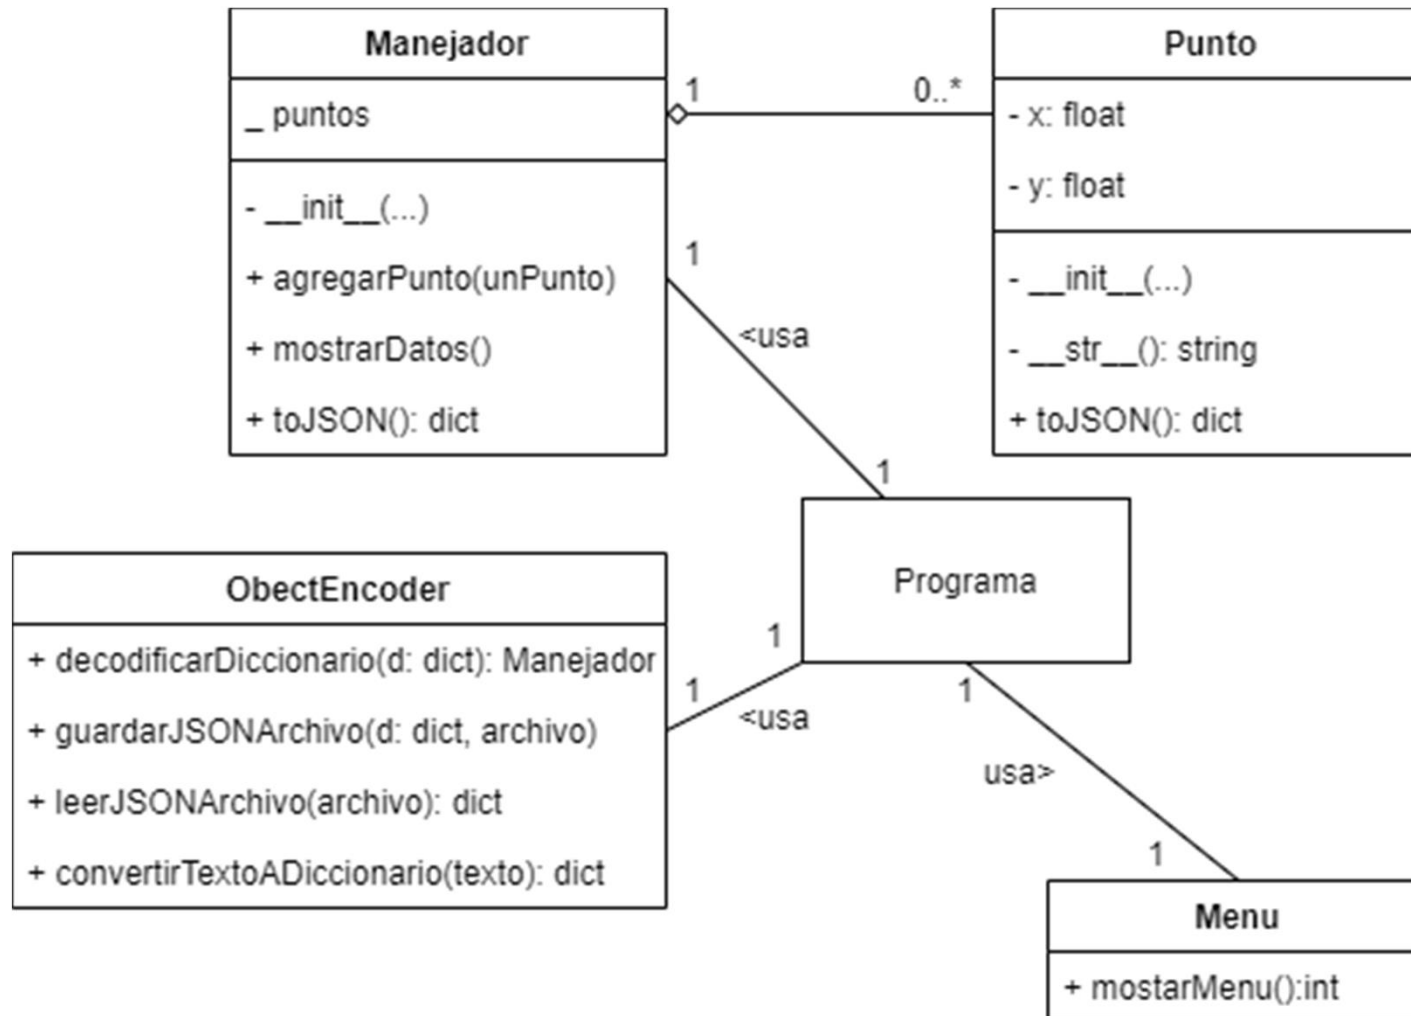 Manejador
_ puntos
- __init__(...)
+ agregarPunto(unPunto)
+ mostrarDatos()
+ toJSON(): dict
1
0..*
Punto
- x: float
- y: float
- __init__(...)
- __str__(): string
+ toJSON(): dict
1
<usa
1
Programa
ObectEncoder
+ decodificarDiccionario(d: dict): Manejador
+ guardarJSONArchivo(d: dict, archivo)
+ leerJSONArchivo(archivo): dict
+ convertirTextoADiccionario(texto): dict
1
1
<usa
1
usa>
1
Menu
+ mostarMenu():int